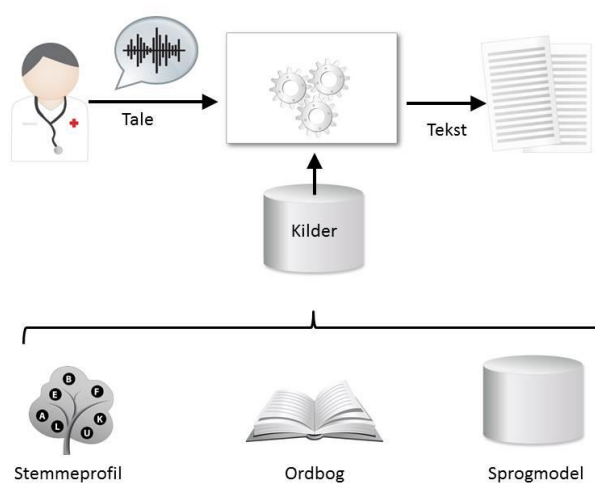 Tale
Tekst
Kilder
B
E
F
A
K
L
U
Stemmeprofil
Ordbog
Sprogmodel